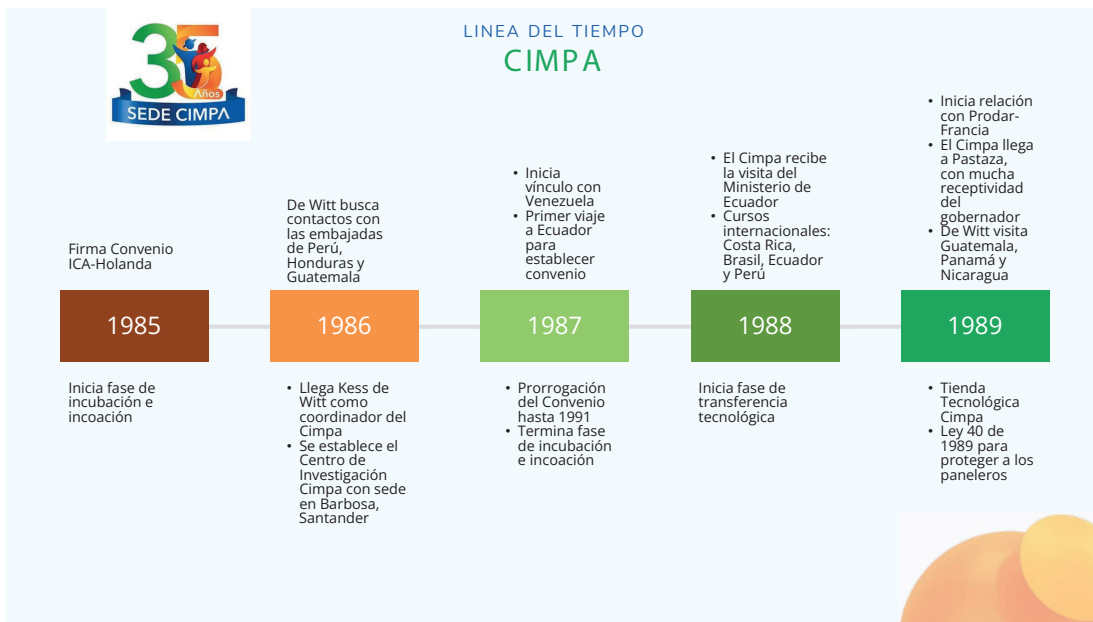 35
Años
SEDE CIMPA
LINEA DEL TIEMPO
CIMPA
Firma Convenio
ICA-Holanda
1985
Inicia fase de
incubación e
incoación
De Witt busca
contactos con
las embajadas
de Perú,
Honduras y
Guatemala
1986
• Llega Kess de
Witt como
coordinador del
Cimpa
• Se establece el
Centro de
Investigación
Cimpa con sede
en Barbosa,
Santander
• Inicia
vínculo con
Venezuela
• Primer viaje
a Ecuador
para
establecer
convenio
1987
• Prorrogación
del Convenio
hasta 1991
• Termina fase
de incubación
e incoación
• El Cimpa recibe
la visita del
Ministerio de
Ecuador
• Cursos
internacionales:
Costa Rica,
Brasil, Ecuador
y Perú
1988
Inicia fase de
transferencia
tecnológica
• Inicia relación
con Prodar-
Francia
• El Cimpa llega
a Pastaza,
con mucha
receptividad
del
gobernador
• De Witt visita
Guatemala,
Panamá y
Nicaragua
1989
• Tienda
Tecnológica
Cimpa
• Ley 40 de
1989 para
proteger a los
paneleros